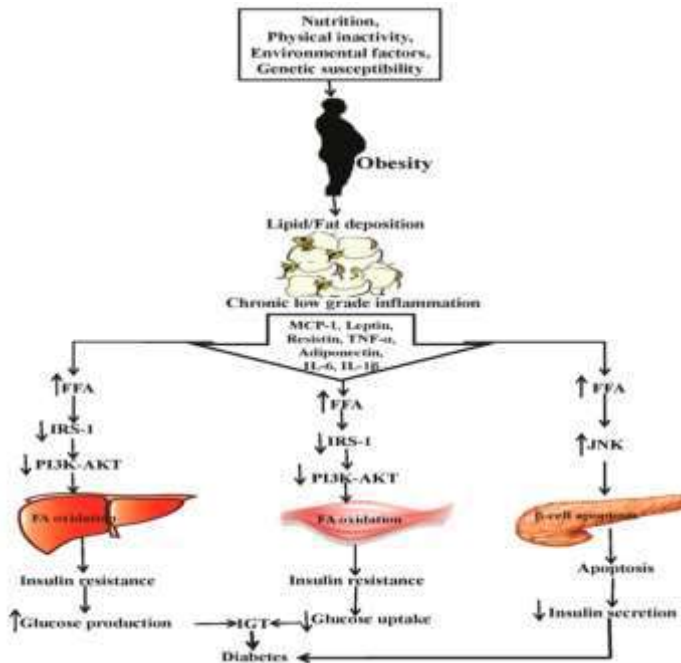 Nutrition,
Physical inactivity,
Environmental factors,
Genetic susceptibility
Obesity
Lipid/Fat deposition
Chronic low grade inflammation
MCP-1, Leptin,
Resistin, TNF-α,
Adiponectin,
IL-6, IL-1β
↑FFA
↓IRS-1
↓PI3K-AKT
FA oxidation
Insulin resistance
↑Glucose production
↑FFA
↓IRS-1
↓PI3K-AKT
FA oxidation
Insulin resistance
↓Glucose uptake
↑FFA
↑JNK
β-cell apoptosis
Apoptosis
↓Insulin secretion
IGT
Diabetes